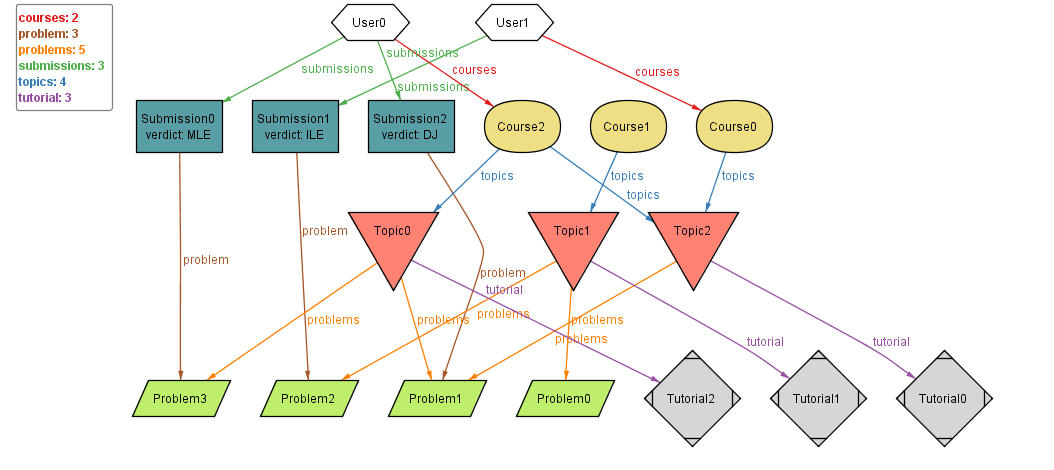 courses: 2
problem: 3
problems: 5
submissions: 3
topics: 4
tutorial: 3
User0
User1
submissions
submissions
courses
courses
submissions
Submission0
verdict: MLE
Submission1
verdict: ILE
Submission2
verdict: DJ
Course2
Course1
Course0
topics
topics
topics
topics
Topic0
Topic1
Topic2
problem
problem
problem
tutorial
problems
problems
problems
problems
problems
tutorial
tutorial
Problem3
Problem2
Problem1
Problem0
Tutorial2
Tutorial1
Tutorial0